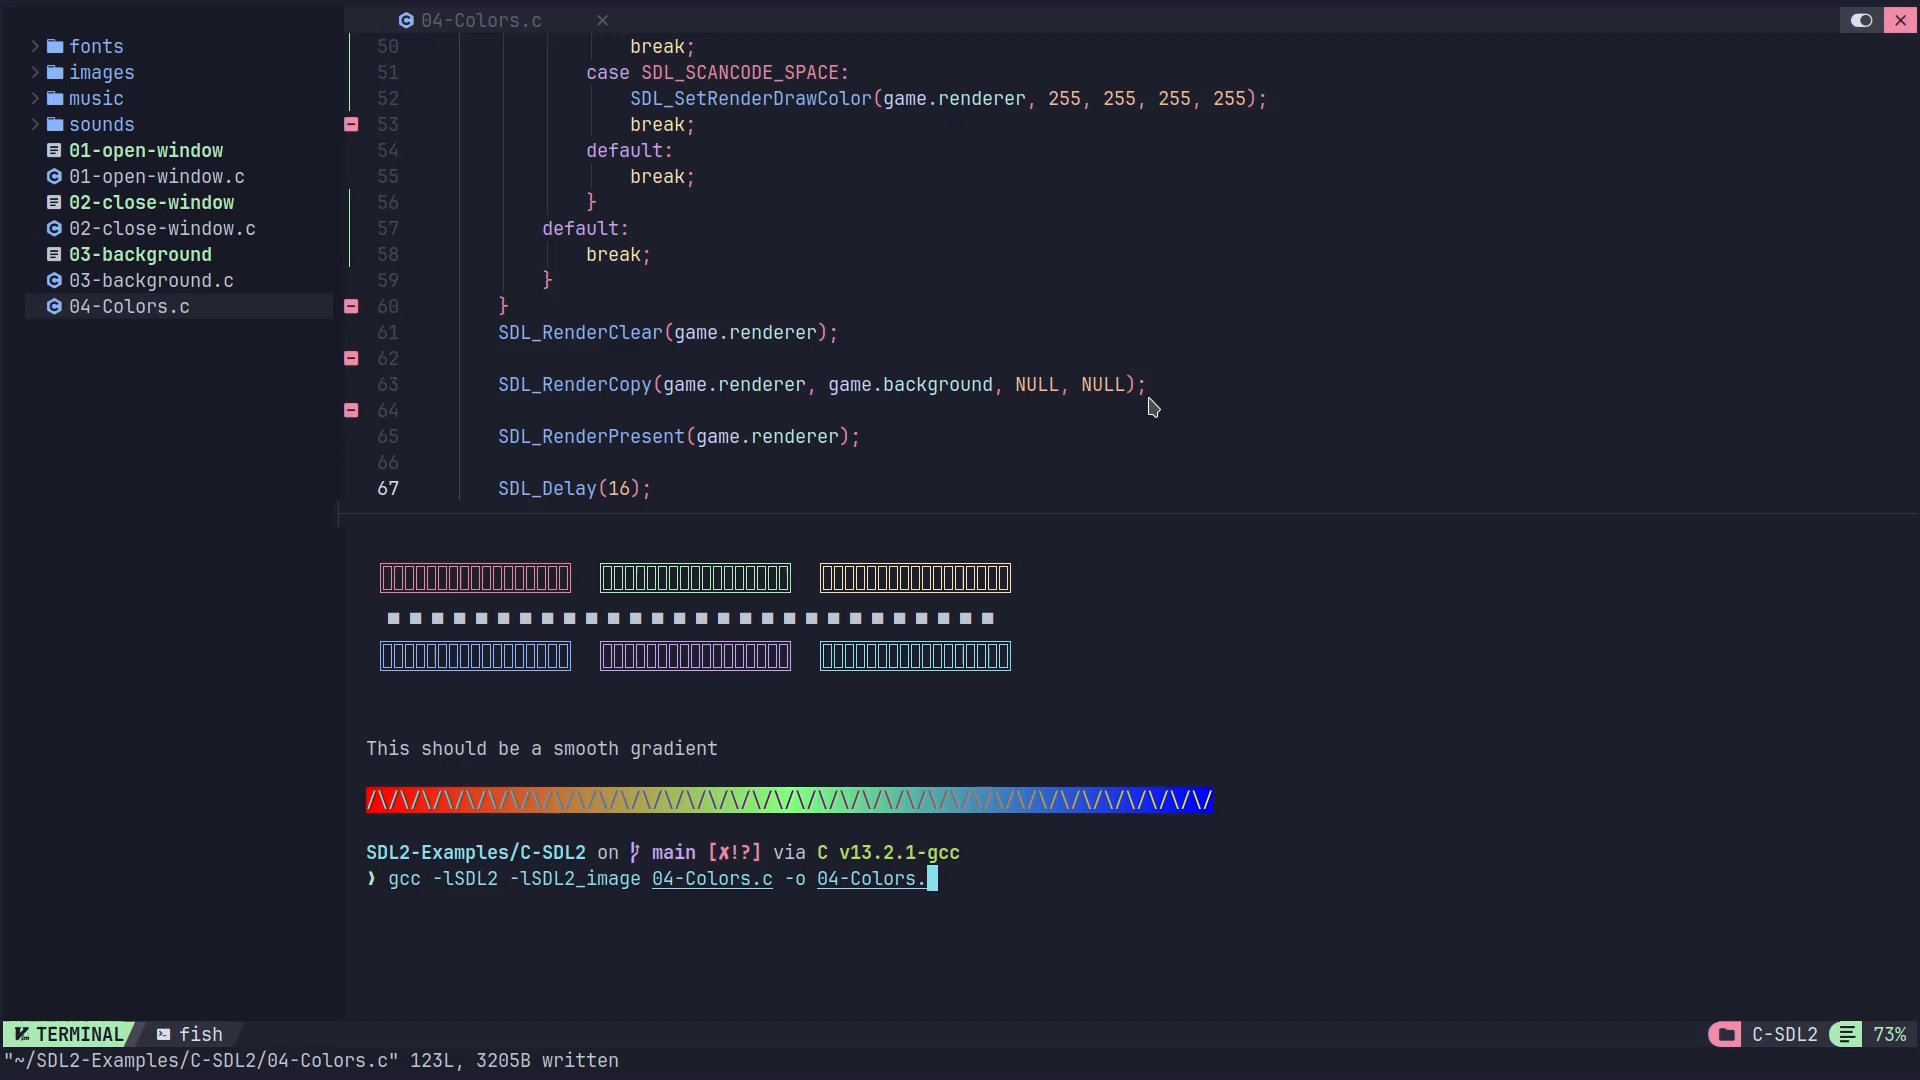 04-Colors.c
fonts
images
music
sounds
01-open-window
01-open-window.c
02-close-window
02-close-window.c
03-background
03-background.c
04-Colors.c
50 break;
51 case SDL_SCANCODE_SPACE:
52 SDL_SetRenderDrawColor(game.renderer, 255, 255, 255, 255);
53 break;
54 default:
55 break;
56 }
57 default:
58 break;
59 }
60 }
61 SDL_RenderClear(game.renderer);
62
63 SDL_RenderCopy(game.renderer, game.background, NULL, NULL);
64
65 SDL_RenderPresent(game.renderer);
66
67 SDL_Delay(16);
This should be a smooth gradient
/\/\/\/\/\/\/\/\/\/\/\/\/\/\/\/\/\/\/\/\/\/\/\/\/\/\/\/\/\/\/\/\/\/\/\/\/\/\/
SDL2-Examples/C-SDL2 on main [✘!?] via C v13.2.1-gcc
❯ gcc -lSDL2 -lSDL2_image 04-Colors.c -o 04-Colors.
TERMINAL fish C-SDL2 73%
"~/SDL2-Examples/C-SDL2/04-Colors.c" 123L, 3205B written